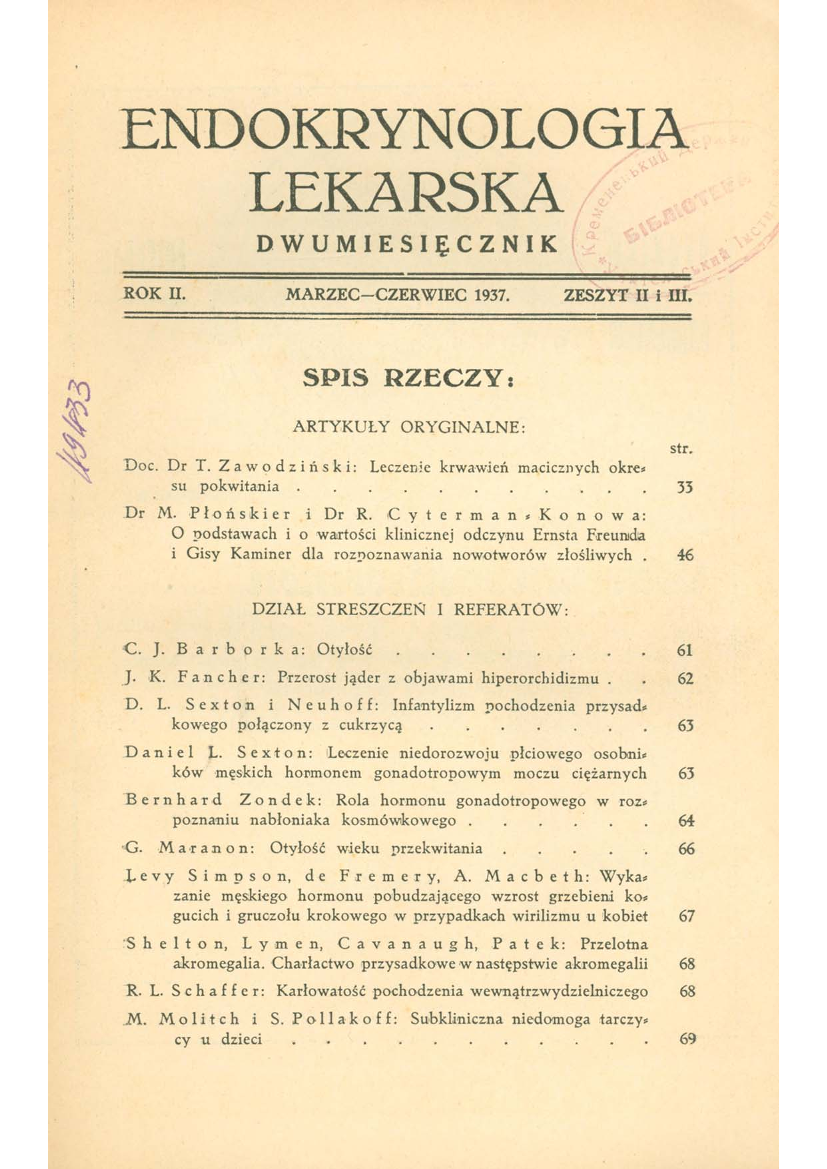 ENDOKRYNOLOGIA
LEKARSKA
DWUMIESIĘCZNIK
ROK II. MARZEC—CZERWIEC 1937. ZESZYT II i III.
Кременецький Держав
БІБЛІОТЕКА
Учительський Інститу
49433
SPIS RZECZY:
ARTYKUŁY ORYGINALNE:
str.
Doc. Dr T. Zawodziński: Leczenie krwawień macicznych okre-
su pokwitania . . . . . . . . . . 33
Dr M. Płońskier i Dr R. Cyterman-Konowa:
O podstawach i o wartości klinicznej odczynu Ernsta Freunda
i Gisy Kaminer dla rozpoznawania nowotworów złośliwych . 46
DZIAŁ STRESZCZEŃ I REFERATÓW:
C. J. Barborka: Otyłość . . . . . . . . 61
J. K. Fancher: Przerost jąder z objawami hiperorchidizmu . . 62
D. L. Sexton i Neuhoff: Infantylizm pochodzenia przysad-
kowego połączony z cukrzycą . . . . . . . 63
Daniel L. Sexton: Leczenie niedorozwoju płciowego osobni-
ków męskich hormonem gonadotropowym moczu ciężarnych 63
Bernhard Zondek: Rola hormonu gonadotropowego w roz-
poznaniu nabłoniaka kosmówkowego . . . . . . 64
G. Maranon: Otyłość wieku przekwitania . . . . . 66
Levy Simpson, de Fremery, A. Macbeth: Wyka-
zanie męskiego hormonu pobudzającego wzrost grzebieni ko-
gucich i gruczołu krokowego w przypadkach wirilizmu u kobiet 67
Shelton, Lymen, Cavanaugh, Patek: Przelotna
akromegalia. Charłactwo przysadkowe w następstwie akromegalii 68
R. L. Schaffer: Karłowatość pochodzenia wewnątrzwydzielniczego 68
M. Molitch i S. Pollakoff: Subkliniczna niedomoga tarczy-
cy u dzieci . . . . . . . . . . 69